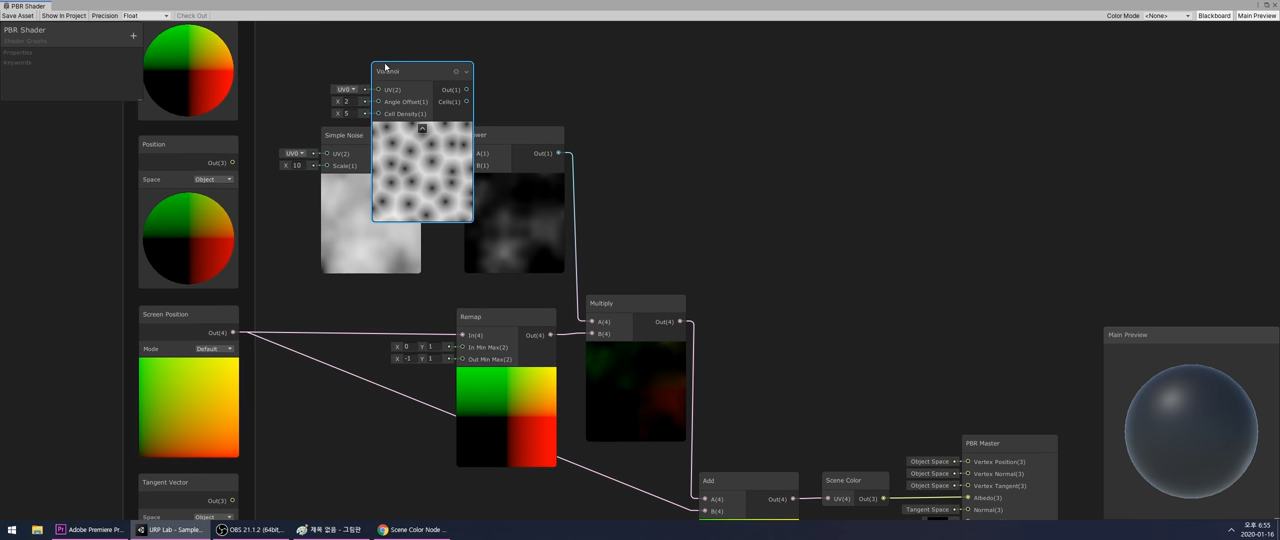 PBR Shader
Save Asset Show In Project Precision Float Check Out Color Mode <None> Blackboard Main Preview
PBR Shader
Shader Graphs
Properties
Keywords
Position
Out(3)
Space Object
Screen Position
Out(4)
Mode Default
Tangent Vector
Out(3)
Space Object
Simple Noise
UV0 UV(2)
X 10 Scale(1)
UV0 UV(2) Out(1)
X 2 Angle Offset(1) Cells(1)
X 5 Cell Density(1)
A(1) Out(1)
B(1)
Remap
In(4) Out(4)
X 0 Y 1 In Min Max(2)
X -1 Y 1 Out Min Max(2)
Multiply
A(4) Out(4)
B(4)
Add
A(4) Out(4)
B(4)
Scene Color
UV(4) Out(3)
PBR Master
Object Space Vertex Position(3)
Object Space Vertex Normal(3)
Object Space Vertex Tangent(3)
Albedo(3)
Tangent Space Normal(3)
Main Preview
Adobe Premiere Pr... URP Lab - Sample... OBS 21.1.2 (64bit,... 제목 없음 - 그림판 Scene Color Node ...
오후 6:55
2020-01-16